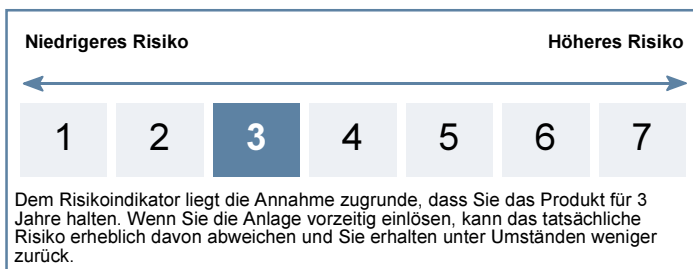 Niedrigeres Risiko Höheres Risiko
1 2 3 4 5 6 7
Dem Risikoindikator liegt die Annahme zugrunde, dass Sie das Produkt für 3
Jahre halten. Wenn Sie die Anlage vorzeitig einlösen, kann das tatsächliche
Risiko erheblich davon abweichen und Sie erhalten unter Umständen weniger
zurück.